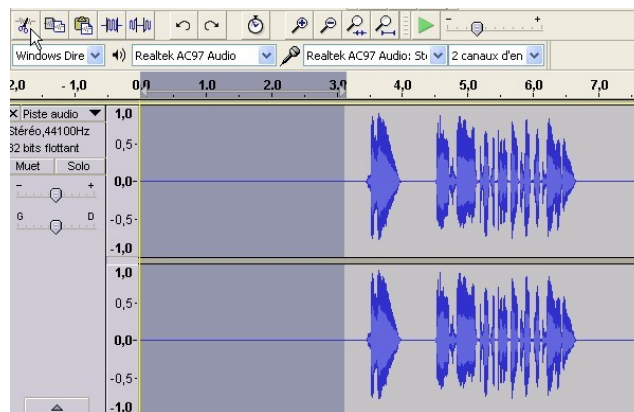 Windows Dire Realtek AC97 Audio Realtek AC97 Audio: Ste 2 canaux d'en
2,0 - 1,0 0,0 1,0 2,0 3,0 4,0 5,0 6,0 7,0
Piste audio
Stéréo,44100Hz
32 bits flottant
Muet Solo
- +
G D
1,0
0,5
0,0
-0,5
-1,0
1,0
0,5
0,0
-0,5
-1,0